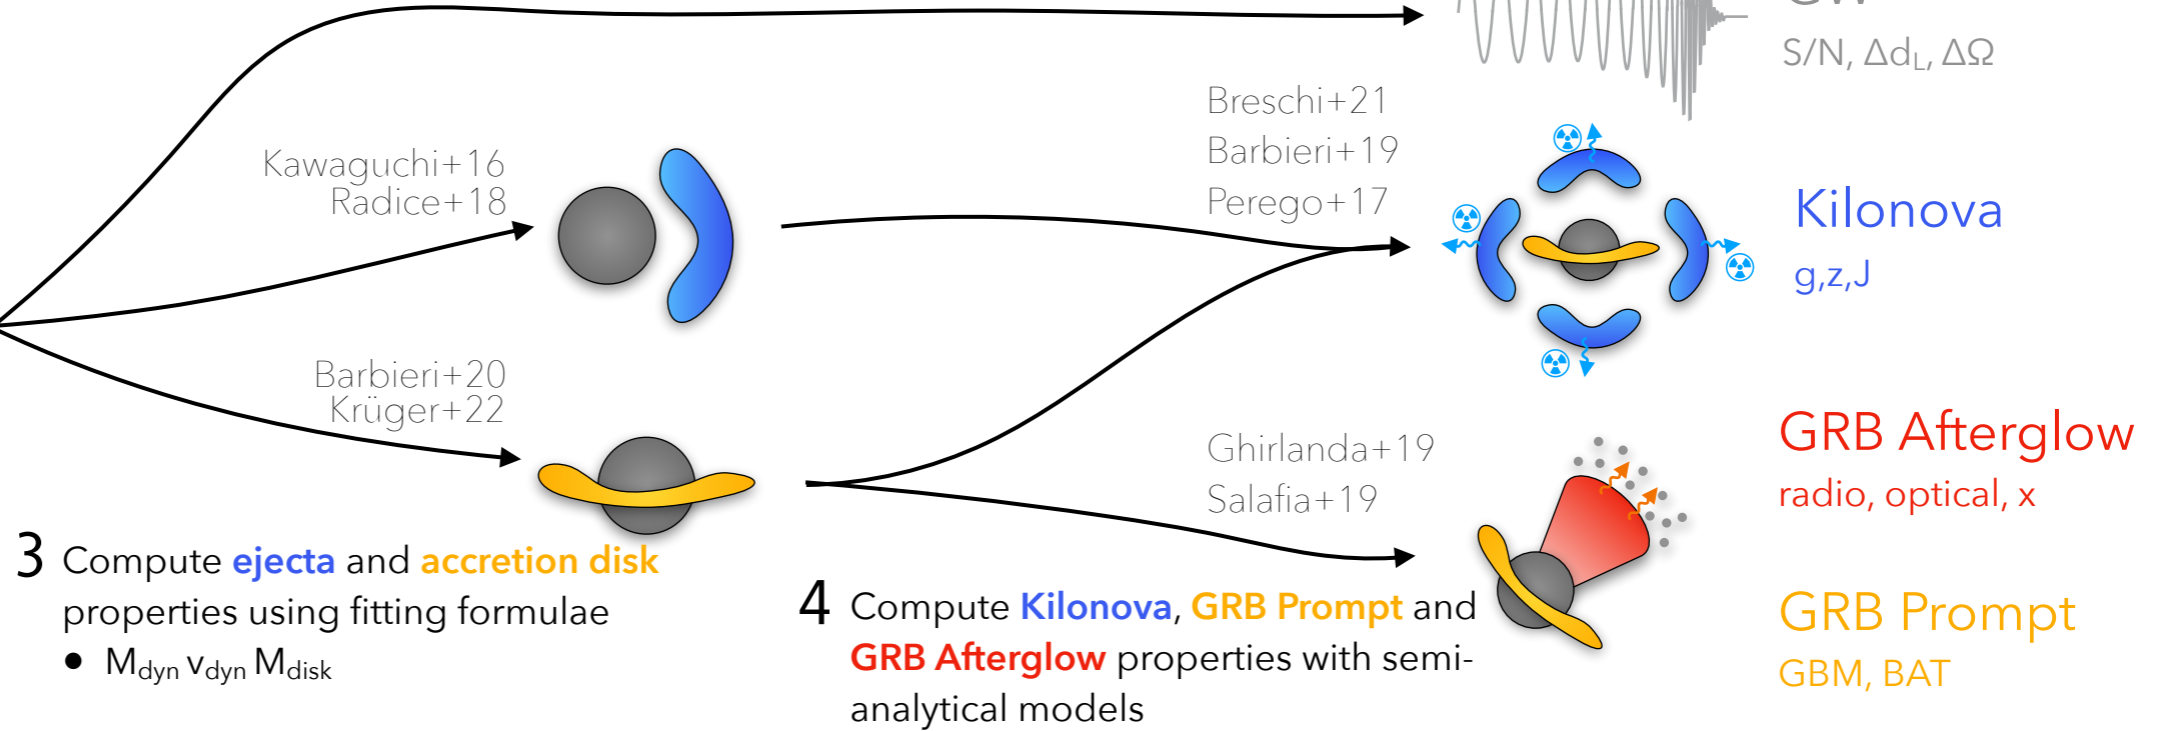 GW
S/N, ΔdL, ΔΩ
Breschi+21
Barbieri+19
Perego+17
Kawaguchi+16
Radice+18
Kilonova
g,z,J
Barbieri+20
Krüger+22
Ghirlanda+19
Salafia+19
GRB Afterglow
radio, optical, x
3 Compute ejecta and accretion disk
properties using fitting formulae
• Mdyn vdyn Mdisk
4 Compute Kilonova, GRB Prompt and
GRB Afterglow properties with semi-
analytical models
GRB Prompt
GBM, BAT